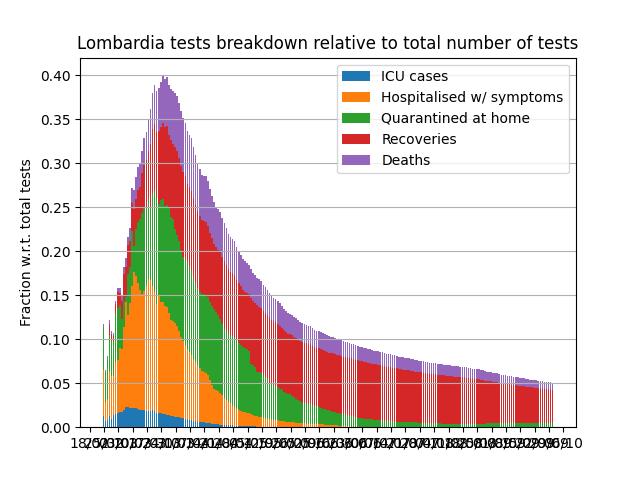 Lombardia tests breakdown relative to total number of tests
ICU cases
Hospitalised w/ symptoms
Quarantined at home
Recoveries
Deaths
Fraction w.r.t. total tests
0.40
0.35
0.30
0.25
0.20
0.15
0.10
0.05
0.00